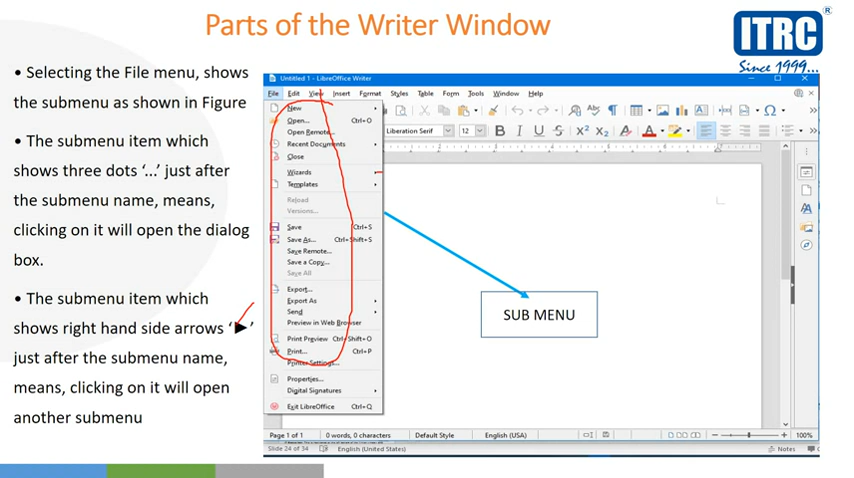 Parts of the Writer Window
ITRC
®
Since 1999...
• Selecting the File menu, shows
the submenu as shown in Figure
• The submenu item which
shows three dots ‘...’ just after
the submenu name, means,
clicking on it will open the dialog
box.
• The submenu item which
shows right hand side arrows ‘▶’
just after the submenu name,
means, clicking on it will open
another submenu
Untitled 1 - LibreOffice Writer
File Edit View Insert Format Styles Table Form Tools Window Help
New
Open... Ctrl+O
Open Remote...
Recent Documents
Close
Wizards
Templates
Reload
Versions...
Save Ctrl+S
Save As... Ctrl+Shift+S
Save Remote...
Save a Copy...
Save All
Export...
Export As
Send
Preview in Web Browser
Print Preview Ctrl+Shift+O
Print... Ctrl+P
Printer Settings...
Properties...
Digital Signatures
Exit LibreOffice Ctrl+Q
Liberation Serif 12 B I U S X² X₂ A
SUB MENU
Page 1 of 1 0 words, 0 characters Default Style English (USA) 100%
Slide 24 of 34 English (United States) Notes